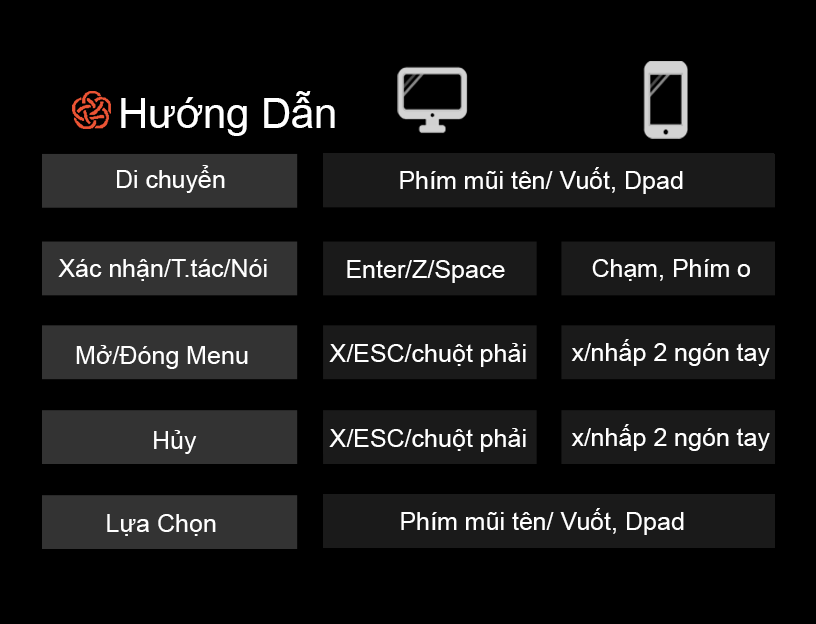 Hướng Dẫn
Di chuyển
Phím mũi tên/ Vuốt, Dpad
Xác nhận/T.tác/Nói
Enter/Z/Space
Chạm, Phím o
Mở/Đóng Menu
X/ESC/chuột phải
x/nhấp 2 ngón tay
Hủy
X/ESC/chuột phải
x/nhấp 2 ngón tay
Lựa Chọn
Phím mũi tên/ Vuốt, Dpad